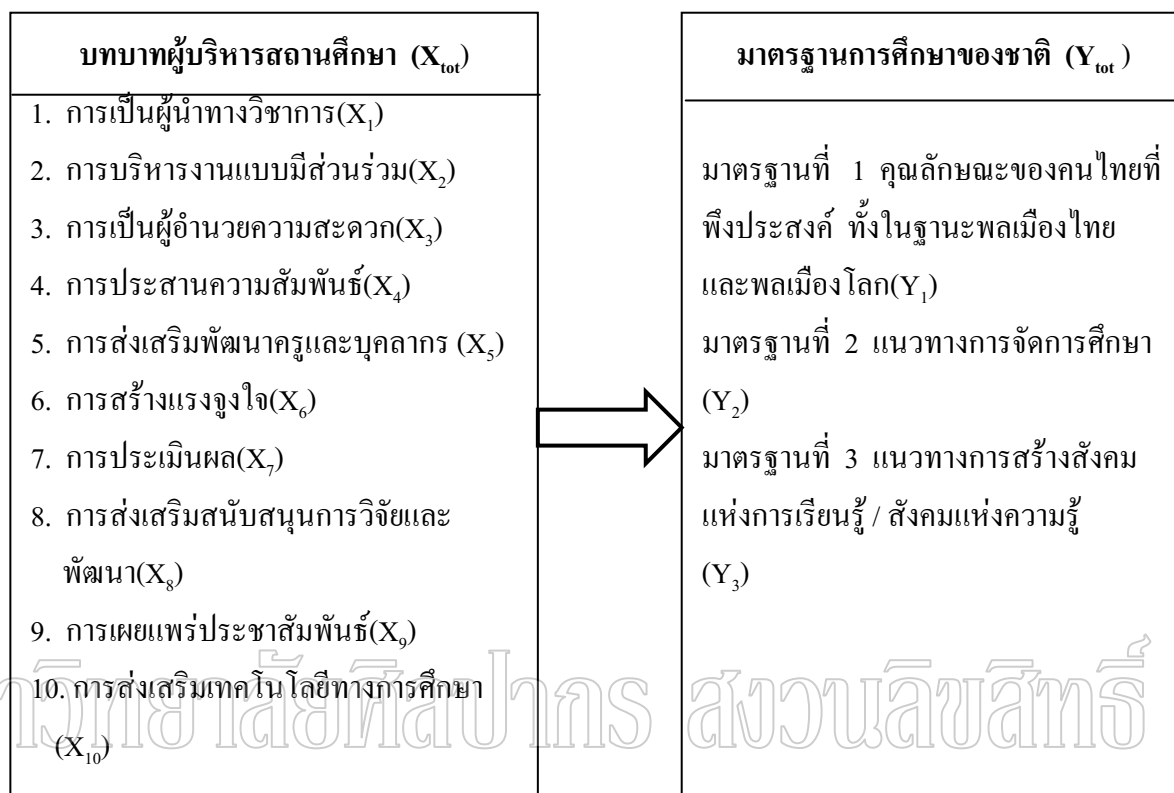 บทบาทผู้บริหารสถานศึกษา (Xtot)
1. การเป็นผู้นำทางวิชาการ(X1)
2. การบริหารงานแบบมีส่วนร่วม(X2)
3. การเป็นผู้อำนวยความสะดวก(X3)
4. การประสานความสัมพันธ์(X4)
5. การส่งเสริมพัฒนาครูและบุคลากร (X5)
6. การสร้างแรงจูงใจ(X6)
7. การประเมินผล(X7)
8. การส่งเสริมสนับสนุนการวิจัยและ
พัฒนา(X8)
9. การเผยแพร่ประชาสัมพันธ์(X9)
10. การส่งเสริมเทคโนโลยีทางการศึกษา
(X10)
มาตรฐานการศึกษาของชาติ (Ytot )
มาตรฐานที่ 1 คุณลักษณะของคนไทยที่
พึงประสงค์ ทั้งในฐานะพลเมืองไทย
และพลเมืองโลก(Y1)
มาตรฐานที่ 2 แนวทางการจัดการศึกษา
(Y2)
มาตรฐานที่ 3 แนวทางการสร้างสังคม
แห่งการเรียนรู้ / สังคมแห่งความรู้
(Y3)
าวิทยาลัยศิลปากร สงวนลิขสิทธิ์